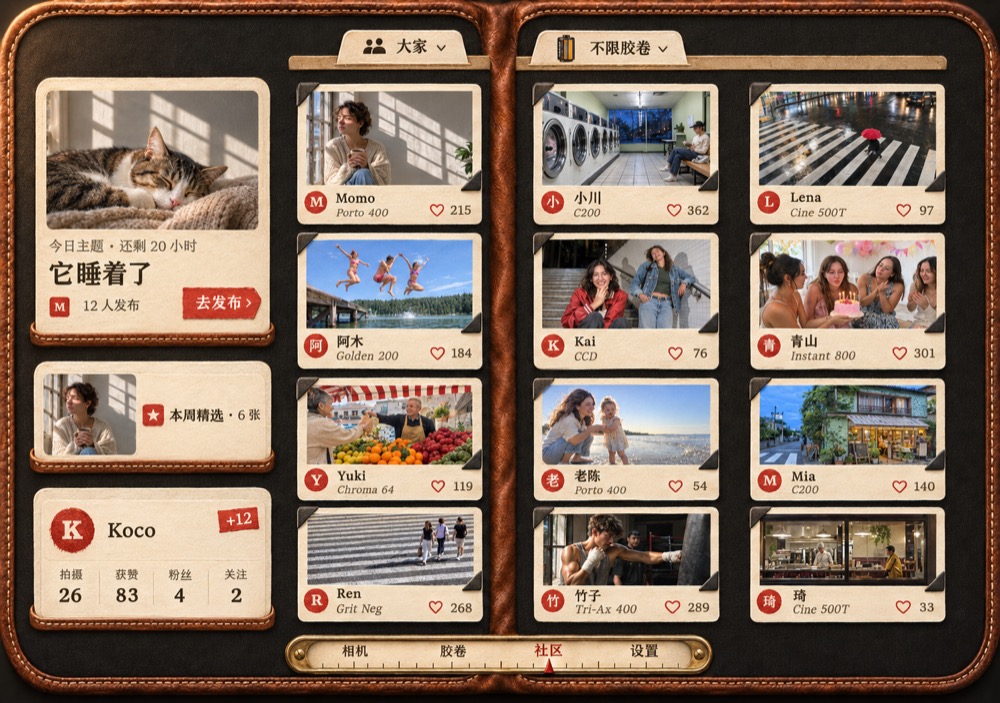 大家
不限胶卷
今日主题 · 还剩 20 小时
它睡着了
M 12 人发布
去发布 ›
本周精选 · 6 张
K Koco +12
拍摄 获赞 粉丝 关注
26 83 4 2
M Momo
Porto 400 215
小 小川
C200 362
L Lena
Cine 500T 97
阿 阿木
Golden 200 184
K Kai
CCD 76
青 青山
Instant 800 301
Y Yuki
Chroma 64 119
老 老陈
Porto 400 54
M Mia
C200 140
R Ren
Grit Neg 268
竹 竹子
Tri-Ax 400 289
琦 琦
Cine 500T 33
相机 胶卷 社区 设置